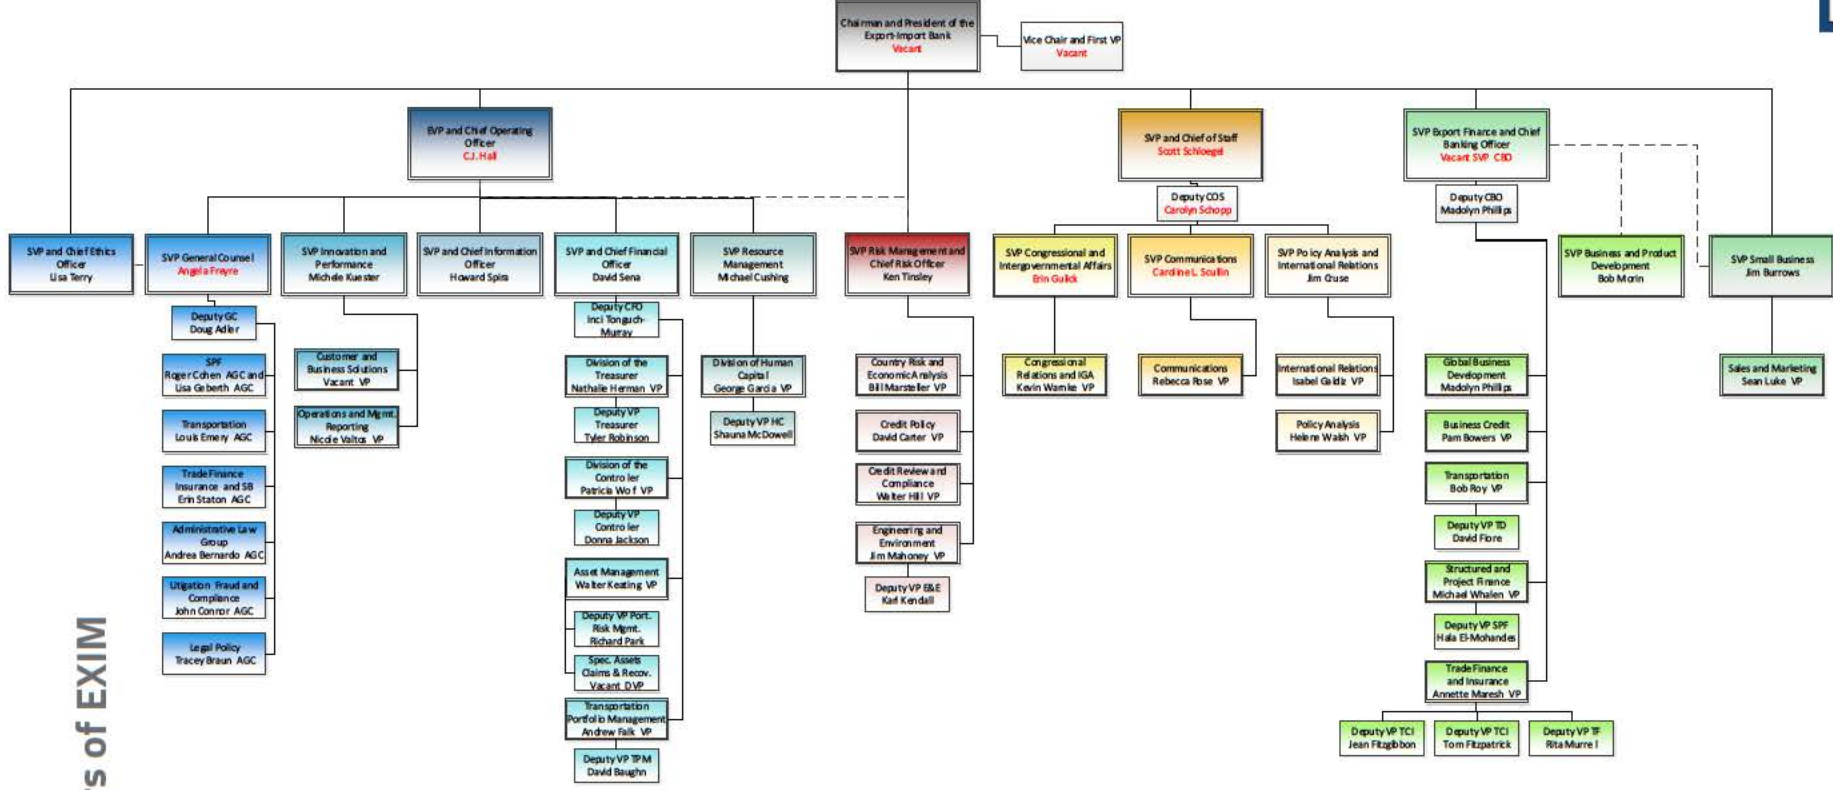 Chairman and President of the
Export-Import Bank
Vacant
Vice Chair and First VP
Vacant
EVP and Chief Operating
Officer
C.J. Hall
SVP and Chief of Staff
Scott Schloegel
SVP Export Finance and Chief
Banking Officer
Vacant SVP CBO
Deputy COS
Carolyn Schopp
Deputy CBO
Madolyn Phillips
SVP and Chief Ethics
Officer
Lisa Terry
SVP General Counsel
Angela Freyre
SVP Innovation and
Performance
Michele Kuester
SVP and Chief Information
Officer
Howard Spira
SVP and Chief Financial
Officer
David Sena
SVP Resource
Management
Michael Cushing
SVP Risk Management and
Chief Risk Officer
Ken Tinsley
SVP Congressional and
Intergovernmental Affairs
Erin Gulick
SVP Communications
Caroline L. Scullin
SVP Policy Analysis and
International Relations
Jim Cruse
SVP Business and Product
Development
Bob Morin
SVP Small Business
Jim Burrows
Deputy GC
Doug Adler
SPF
Roger Cohen AGC and
Lisa Geberth AGC
Transportation
Louis Emery AGC
Trade Finance
Insurance and SB
Erin Staton AGC
Administrative Law
Group
Andrea Bernardo AGC
Litigation Fraud and
Compliance
John Connor AGC
Legal Policy
Tracey Braun AGC
Customer and
Business Solutions
Vacant VP
Operations and Mgmt.
Reporting
Nicole Valtos VP
Deputy CFO
Inci Tonguch-
Murray
Division of the
Treasurer
Nathalie Herman VP
Deputy VP
Treasurer
Tyler Robinson
Division of the
Controller
Patricia Wolf VP
Deputy VP
Controller
Donna Jackson
Asset Management
Walter Keating VP
Deputy VP Port.
Risk Mgmt.
Richard Park
Spec. Assets
Claims & Recov.
Vacant DVP
Transportation
Portfolio Management
Andrew Falk VP
Deputy VP TPM
David Baughn
Division of Human
Capital
George Garcia VP
Deputy VP HC
Shauna McDowell
Country Risk and
Economic Analysis
Bill Marsteller VP
Credit Policy
David Carter VP
Credit Review and
Compliance
Walter Hill VP
Engineering and
Environment
Jim Mahoney VP
Deputy VP E&E
Karl Kendall
Congressional
Relations and IGA
Kevin Warnke VP
Communications
Rebecca Rose VP
International Relations
Isabel Galdiz VP
Policy Analysis
Helene Walsh VP
Global Business
Development
Madolyn Phillips
Business Credit
Pam Bowers VP
Transportation
Bob Roy VP
Deputy VP TD
David Fiore
Structured and
Project Finance
Michael Whalen VP
Deputy VP SPF
Hala El-Mohandes
Trade Finance
and Insurance
Annette Maresh VP
Deputy VP TCI
Jean Fitzgibbon
Deputy VP TCI
Tom Fitzpatrick
Deputy VP TF
Rita Murrell
Sales and Marketing
Sean Luke VP
of EXIM